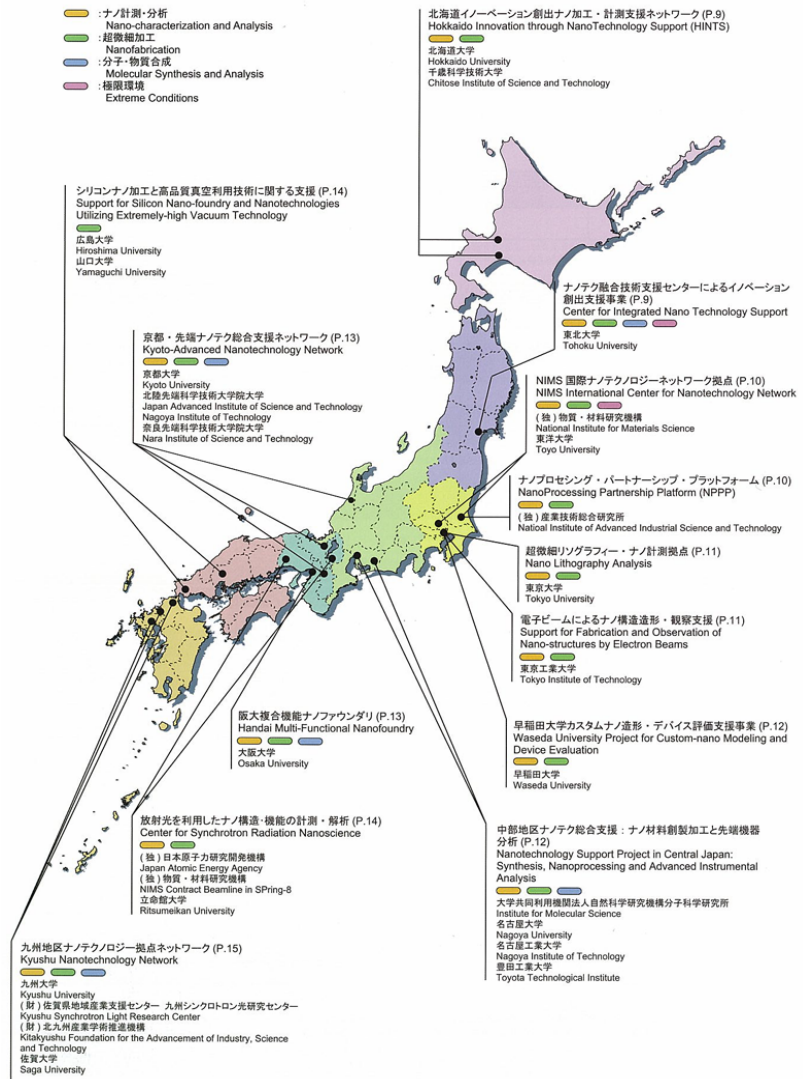 :ナノ計測・分析
Nano-characterization and Analysis
:超微細加工
Nanofabrication
:分子・物質合成
Molecular Synthesis and Analysis
:極限環境
Extreme Conditions
北海道イノーベーション創出ナノ加工・計測支援ネットワーク (P.9)
Hokkaido Innovation through NanoTechnology Support (HINTS)
北海道大学
Hokkaido University
千歳科学技術大学
Chitose Institute of Science and Technology
シリコンナノ加工と高品質真空利用技術に関する支援 (P.14)
Support for Silicon Nano-foundry and Nanotechnologies
Utilizing Extremely-high Vacuum Technology
広島大学
Hiroshima University
山口大学
Yamaguchi University
ナノテク融合技術支援センターによるイノベーション
創出支援事業 (P.9)
Center for Integrated Nano Technology Support
東北大学
Tohoku University
京都・先端ナノテク総合支援ネットワーク (P.13)
Kyoto-Advanced Nanotechnology Network
京都大学
Kyoto University
北陸先端科学技術大学院大学
Japan Advanced Institute of Science and Technology
Nagoya Institute of Technology
奈良先端科学技術大学院大学
Nara Institute of Science and Technology
NIMS 国際ナノテクノロジーネットワーク拠点 (P.10)
NIMS International Center for Nanotechnology Network
(独) 物質・材料研究機構
National Institute for Materials Science
東洋大学
Toyo University
ナノプロセシング・パートナーシップ・プラットフォーム (P.10)
NanoProcessing Partnership Platform (NPPP)
(独) 産業技術総合研究所
Natioal Institute of Advanced Industrial Science and Technology
超微細リソグラフィー・ナノ計測拠点 (P.11)
Nano Lithography Analysis
東京大学
Tokyo University
電子ビームによるナノ構造造形・観察支援 (P.11)
Support for Fabrication and Observation of
Nano-structures by Electron Beams
東京工業大学
Tokyo Institute of Technology
早稲田大学カスタムナノ造形・デバイス評価支援事業 (P.12)
Waseda University Project for Custom-nano Modeling and
Device Evaluation
早稲田大学
Waseda University
阪大複合機能ナノファウンダリ (P.13)
Handai Multi-Functional Nanofoundry
大阪大学
Osaka University
放射光を利用したナノ構造・機能の計測・解析 (P.14)
Center for Synchrotron Radiation Nanoscience
(独) 日本原子力研究開発機構
Japan Atomic Energy Agency
(独) 物質・材料研究機構
NIMS Contract Beamline in SPring-8
立命館大学
Ritsumeikan University
中部地区ナノテク総合支援:ナノ材料創製加工と先端機器
分析 (P.12)
Nanotechnology Support Project in Central Japan:
Synthesis, Nanoprocessing and Advanced Instrumental
Analysis
大学共同利用機関法人自然科学研究機構分子科学研究所
Institute for Molecular Science
名古屋大学
Nagoya University
名古屋工業大学
Nagoya Institute of Technology
豊田工業大学
Toyota Technological Institute
九州地区ナノテクノロジー拠点ネットワーク (P.15)
Kyushu Nanotechnology Network
九州大学
Kyushu University
(財) 佐賀県地域産業支援センター 九州シンクロトロン光研究センター
Kyushu Synchrotron Light Research Center
(財) 北九州産業学術推進機構
Kitakyushu Foundation for the Advancement of Industry, Science
and Technology
佐賀大学
Saga University